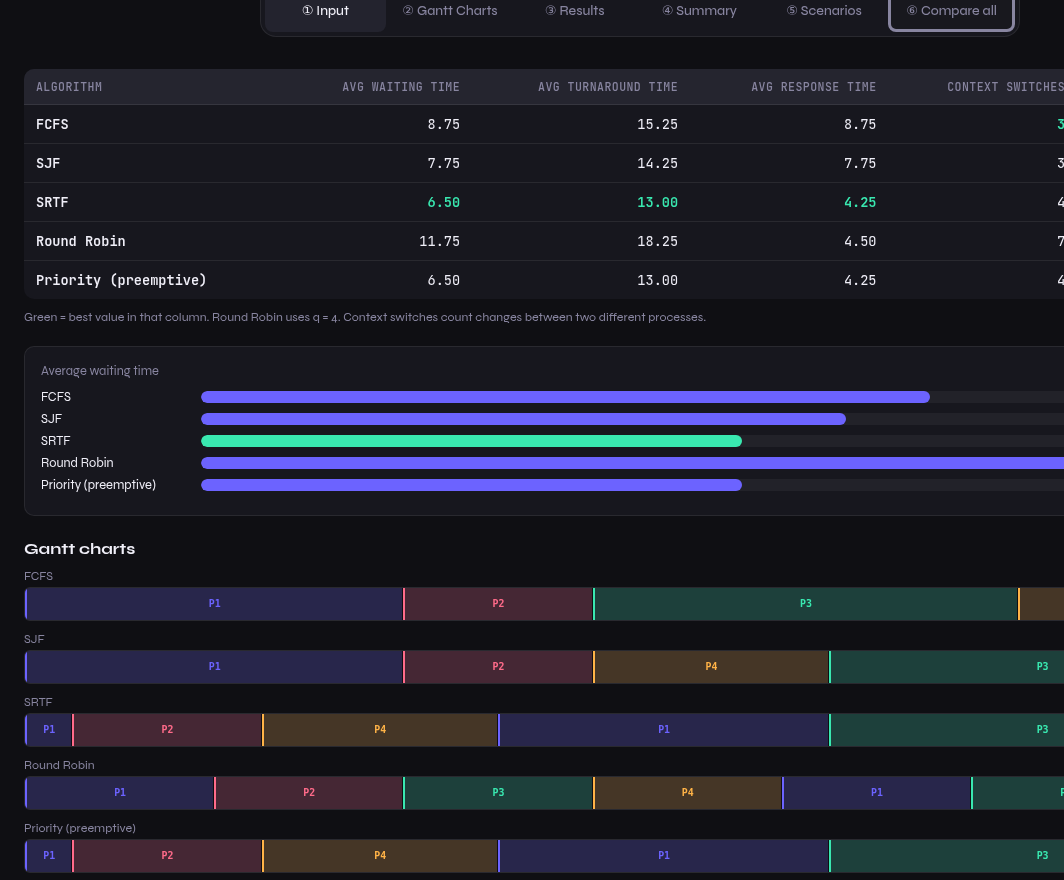 ① Input ② Gantt Charts ③ Results ④ Summary ⑤ Scenarios ⑥ Compare all
ALGORITHM AVG WAITING TIME AVG TURNAROUND TIME AVG RESPONSE TIME CONTEXT SWITCHES
FCFS 8.75 15.25 8.75 3
SJF 7.75 14.25 7.75 3
SRTF 6.50 13.00 4.25 4
Round Robin 11.75 18.25 4.50 7
Priority (preemptive) 6.50 13.00 4.25 4
Green = best value in that column. Round Robin uses q = 4. Context switches count changes between two different processes.
Average waiting time
FCFS
SJF
SRTF
Round Robin
Priority (preemptive)
Gantt charts
FCFS
P1 P2 P3
SJF
P1 P2 P4 P3
SRTF
P1 P2 P4 P1 P3
Round Robin
P1 P2 P3 P4 P1
Priority (preemptive)
P1 P2 P4 P1 P3